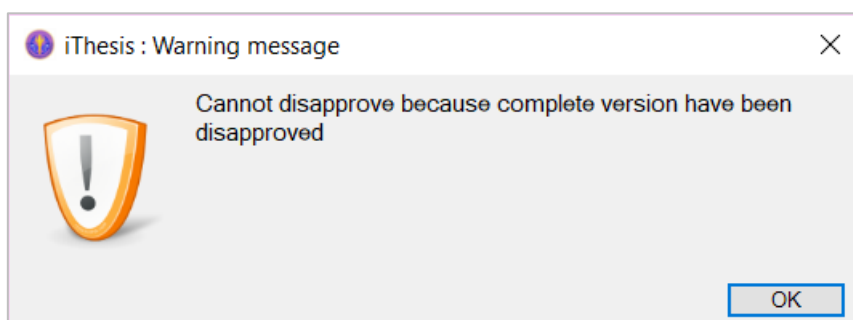 iThesis : Warning message
Cannot disapprove because complete version have been
disapproved
OK